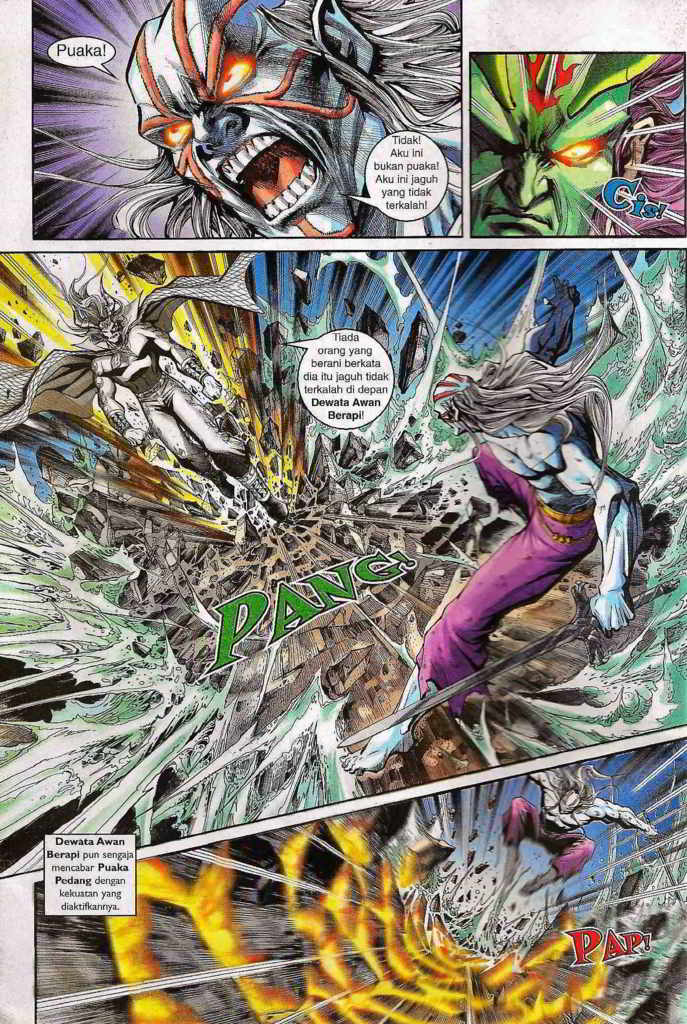 Puaka!
Tidak!
Aku ini
bukan puaka!
Aku ini jaguh
yang tidak
terkalah!
Cis!
Tiada
orang yang
berani berkata
dia itu jaguh tidak
terkalah di depan
Dewata Awan
Berapi!
PANG!
Dewata Awan
Berapi pun sengaja
mencabar Puaka
Pedang dengan
kekuatan yang
diaktifkannya.
PAP!